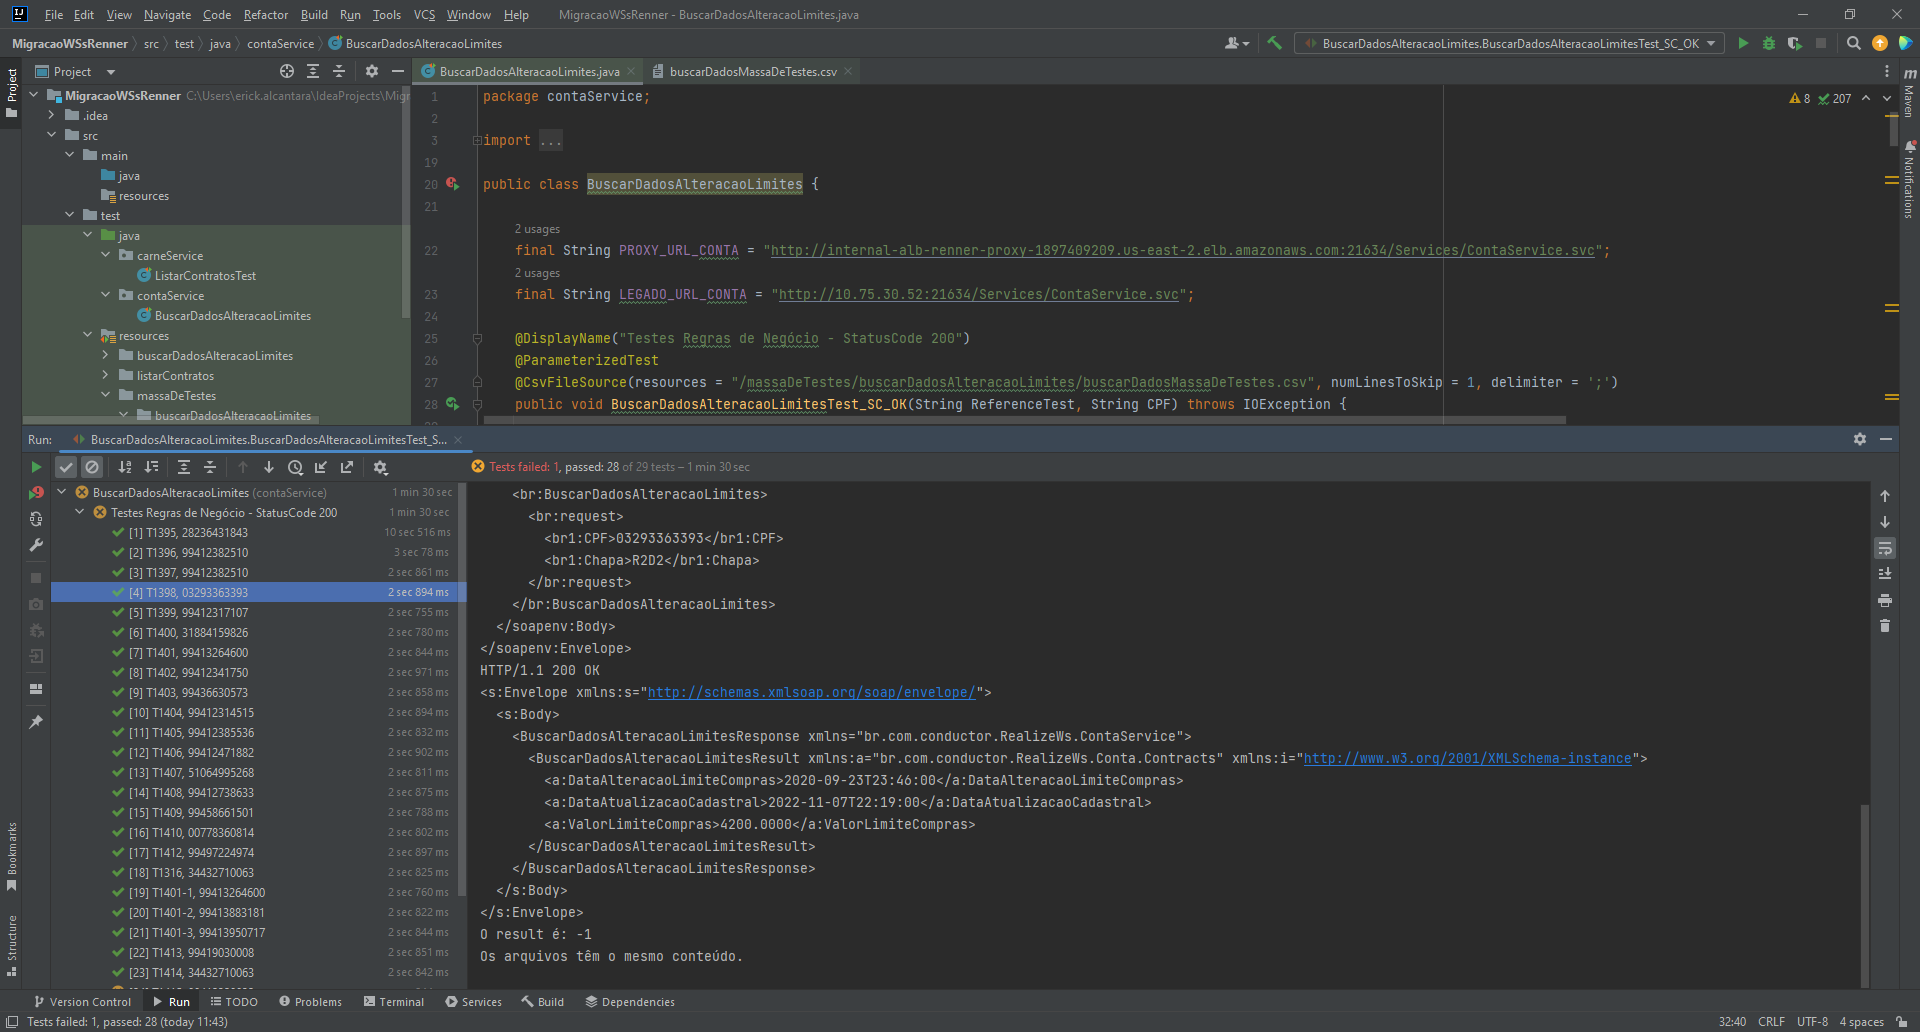 File Edit View Navigate Code Refactor Build Run Tools VCS Window Help MigracaoWSsRenner - BuscarDadosAlteracaoLimites.java
MigracaoWSsRenner src test java contaService BuscarDadosAlteracaoLimites
BuscarDadosAlteracaoLimites.BuscarDadosAlteracaoLimitesTest_SC_OK
Project
Project
BuscarDadosAlteracaoLimites.java buscarDadosMassaDeTestes.csv
MigracaoWSsRenner C:\Users\erick.alcantara\IdeaProjects\Migr
.idea
src
main
java
resources
test
java
carneService
ListarContratosTest
contaService
BuscarDadosAlteracaoLimites
resources
buscarDadosAlteracaoLimites
listarContratos
massaDeTestes
buscarDadosAlteracaoLimites
8 207
1 package contaService;
2
3 import ...
19
20 public class BuscarDadosAlteracaoLimites {
21
2 usages
22 final String PROXY_URL_CONTA = "http://internal-alb-renner-proxy-1897409209.us-east-2.elb.amazonaws.com:21634/Services/ContaService.svc";
2 usages
23 final String LEGADO_URL_CONTA = "http://10.75.30.52:21634/Services/ContaService.svc";
24
25 @DisplayName("Testes Regras de Negócio - StatusCode 200")
26 @ParameterizedTest
27 @CsvFileSource(resources = "/massaDeTestes/buscarDadosAlteracaoLimites/buscarDadosMassaDeTestes.csv", numLinesToSkip = 1, delimiter = ';')
28 public void BuscarDadosAlteracaoLimitesTest_SC_OK(String ReferenceTest, String CPF) throws IOException {
m Maven
Notifications
Run: BuscarDadosAlteracaoLimites.BuscarDadosAlteracaoLimitesTest_S...
Tests failed: 1, passed: 28 of 29 tests – 1 min 30 sec
BuscarDadosAlteracaoLimites (contaService) 1 min 30 sec
Testes Regras de Negócio - StatusCode 200 1 min 30 sec
[1] T1395, 28236431843 10 sec 516 ms
[2] T1396, 99412382510 3 sec 78 ms
[3] T1397, 99412382510 2 sec 861 ms
[4] T1398, 03293363393 2 sec 894 ms
[5] T1399, 99412317107 2 sec 755 ms
[6] T1400, 31884159826 2 sec 780 ms
[7] T1401, 99413264600 2 sec 844 ms
[8] T1402, 99412341750 2 sec 971 ms
[9] T1403, 99436630573 2 sec 858 ms
[10] T1404, 99412314515 2 sec 894 ms
[11] T1405, 99412385536 2 sec 832 ms
[12] T1406, 99412471882 2 sec 902 ms
[13] T1407, 51064995268 2 sec 811 ms
[14] T1408, 99412738633 2 sec 875 ms
[15] T1409, 99458661501 2 sec 788 ms
[16] T1410, 00778360814 2 sec 802 ms
[17] T1412, 99497224974 2 sec 897 ms
[18] T1316, 34432710063 2 sec 825 ms
[19] T1401-1, 99413264600 2 sec 760 ms
[20] T1401-2, 99413883181 2 sec 822 ms
[21] T1401-3, 99413950717 2 sec 844 ms
[22] T1413, 99419030008 2 sec 851 ms
[23] T1414, 34432710063 2 sec 842 ms
<br:BuscarDadosAlteracaoLimites>
<br:request>
<br1:CPF>03293363393</br1:CPF>
<br1:Chapa>R2D2</br1:Chapa>
</br:request>
</br:BuscarDadosAlteracaoLimites>
</soapenv:Body>
</soapenv:Envelope>
HTTP/1.1 200 OK
<s:Envelope xmlns:s="http://schemas.xmlsoap.org/soap/envelope/">
<s:Body>
<BuscarDadosAlteracaoLimitesResponse xmlns="br.com.conductor.RealizeWs.ContaService">
<BuscarDadosAlteracaoLimitesResult xmlns:a="br.com.conductor.RealizeWs.Conta.Contracts" xmlns:i="http://www.w3.org/2001/XMLSchema-instance">
<a:DataAlteracaoLimiteCompras>2020-09-23T23:46:00</a:DataAlteracaoLimiteCompras>
<a:DataAtualizacaoCadastral>2022-11-07T22:19:00</a:DataAtualizacaoCadastral>
<a:ValorLimiteCompras>4200.0000</a:ValorLimiteCompras>
</BuscarDadosAlteracaoLimitesResult>
</BuscarDadosAlteracaoLimitesResponse>
</s:Body>
</s:Envelope>
O result é: -1
Os arquivos têm o mesmo conteúdo.
Bookmarks
Structure
Version Control Run TODO Problems Terminal Services Build Dependencies
Tests failed: 1, passed: 28 (today 11:43) 32:40 CRLF UTF-8 4 spaces